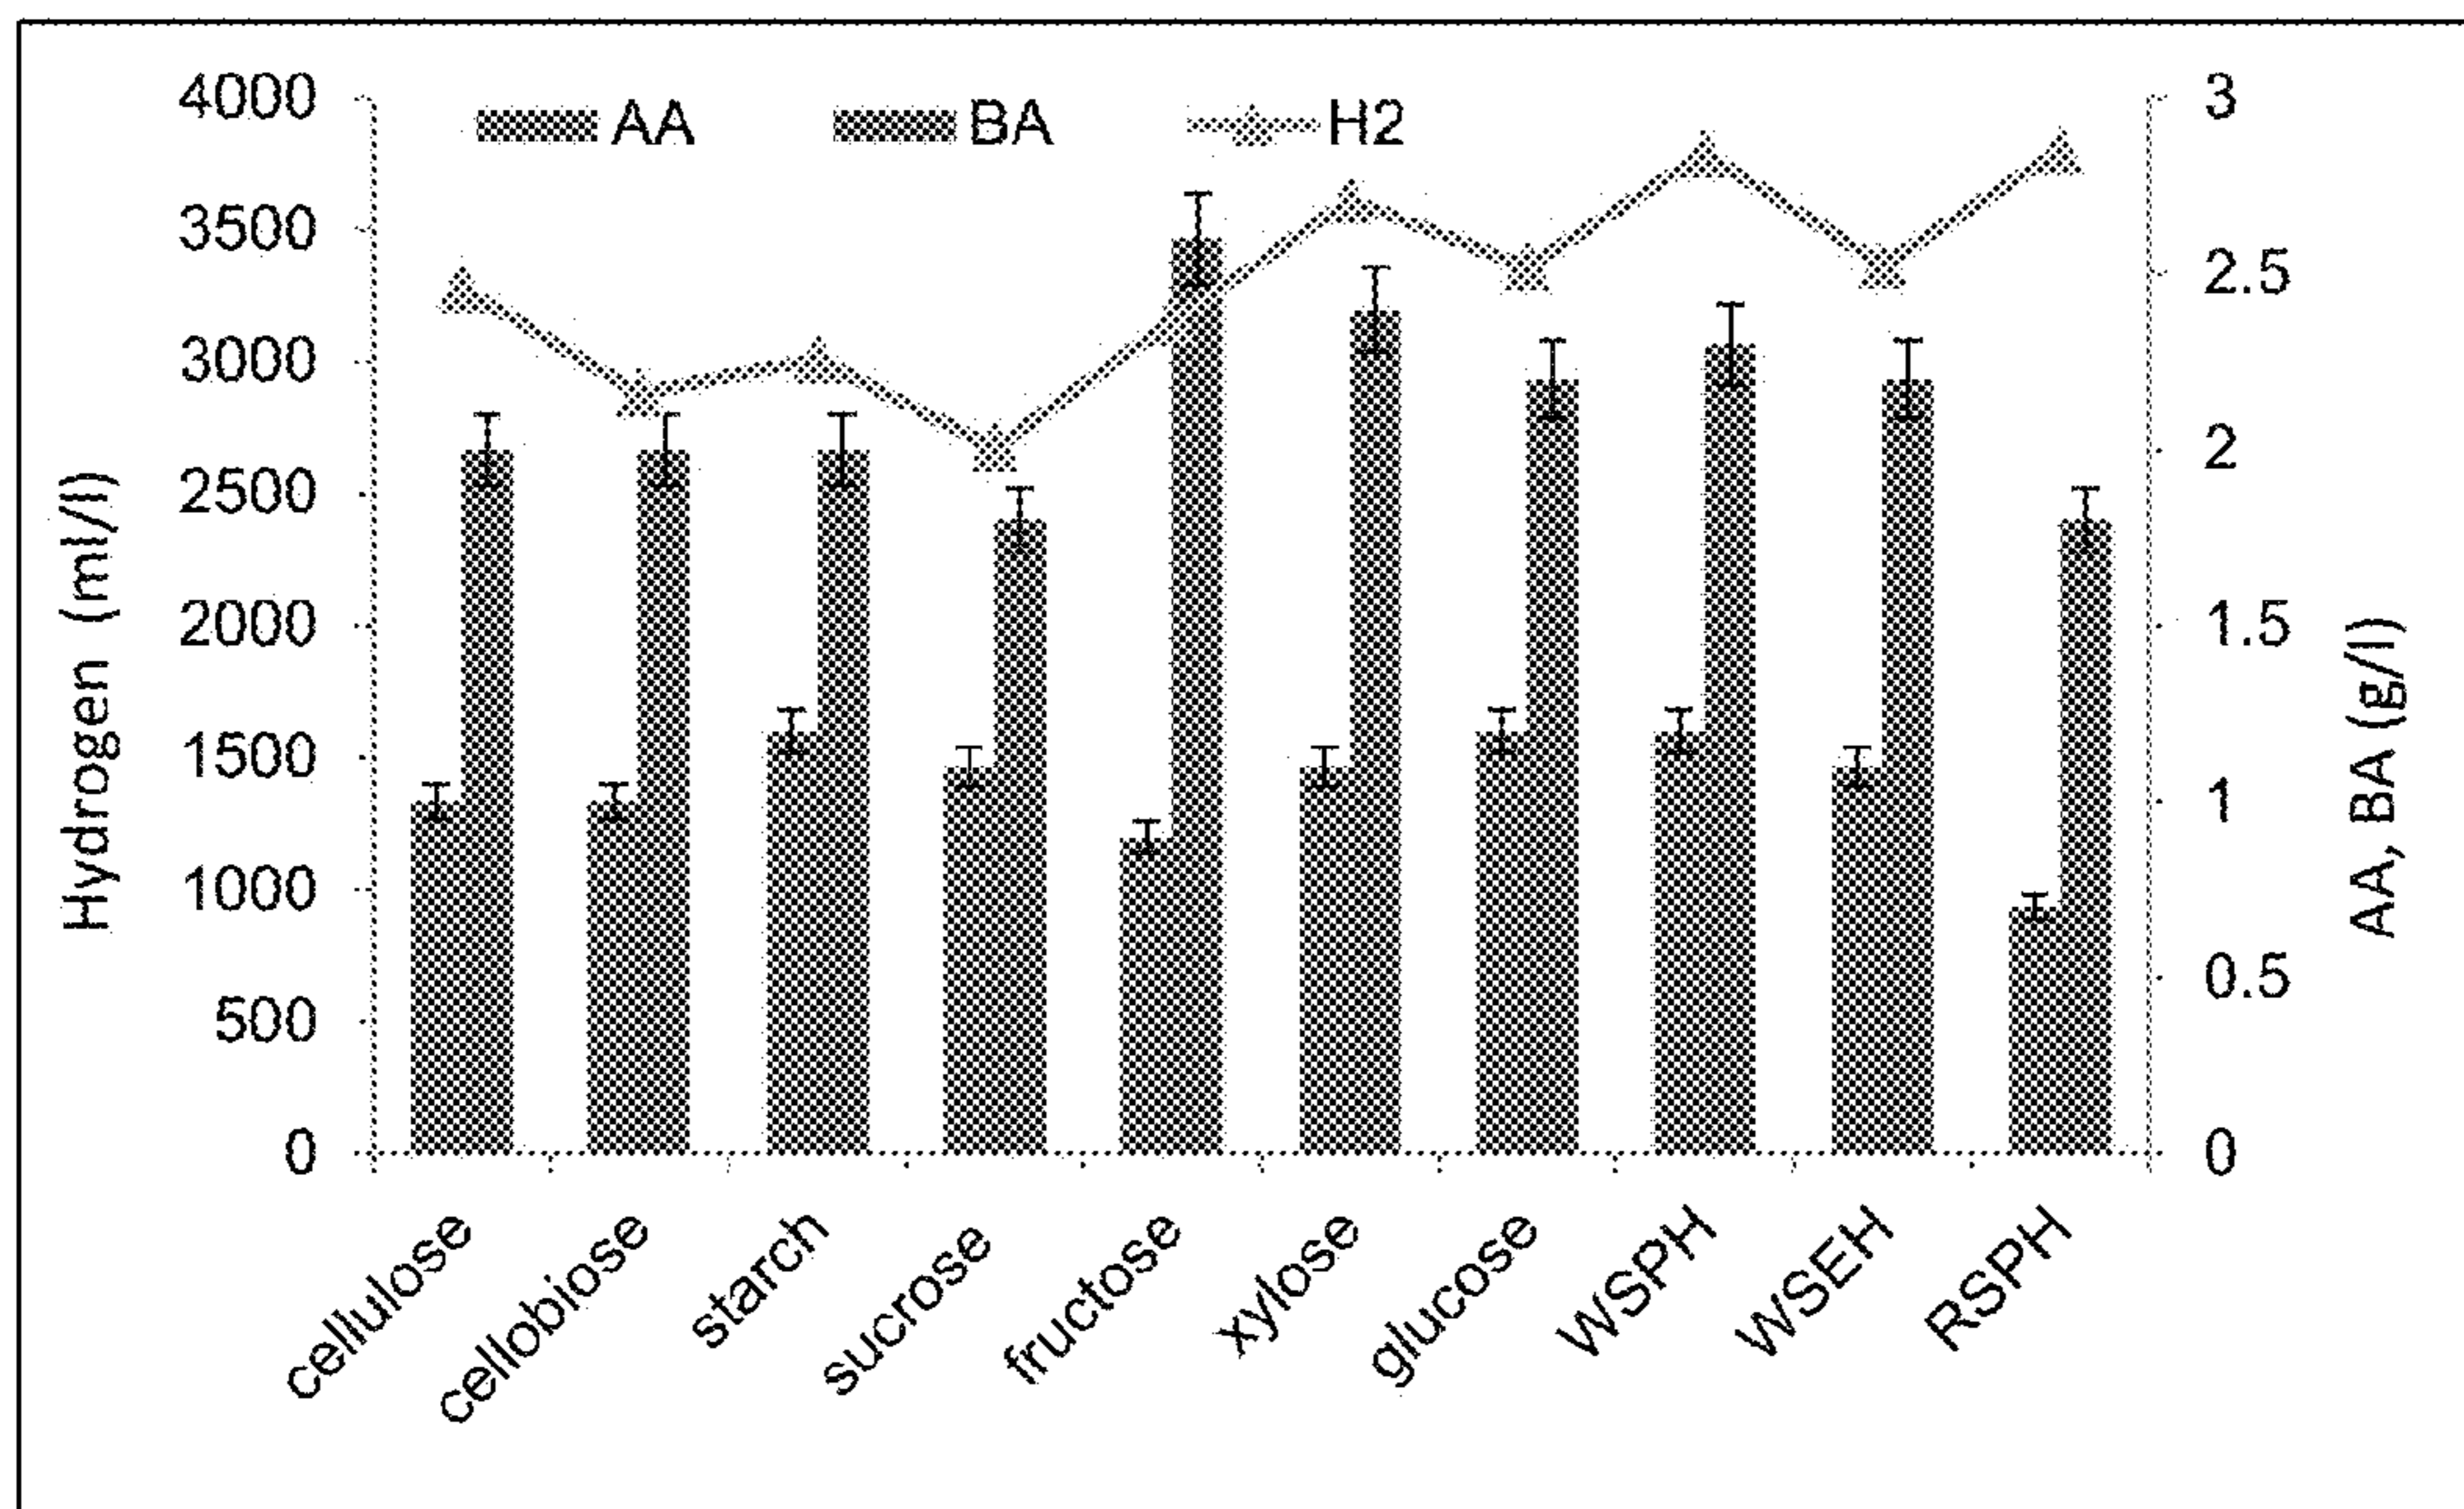 AA BA H2
Hydrogen (ml/l)
4000
3500
3000
2500
2000
1500
1000
500
0
3
2.5
2
1.5
1
0.5
0
AA, BA (g/l)
cellulose
cellobiose
starch
sucrose
fructose
xylose
glucose
WSPH
WSEH
RSPH